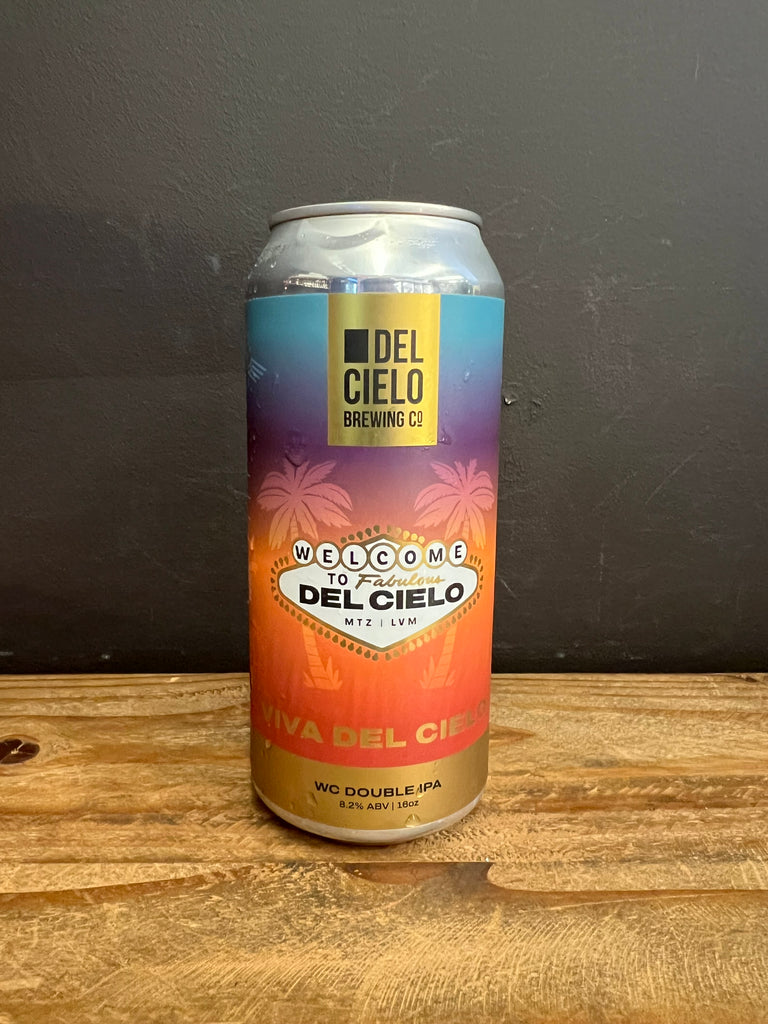 DEL
CIELO
BREWING Cº
WELCOME
TO Fabulous
DEL CIELO
MTZ | LVM
VIVA DEL CIELO
WC DOUBLE IPA
8.2% ABV | 16oz